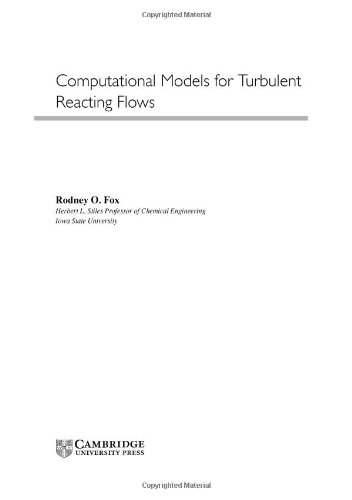 Copyrighted Material
Computational Models for Turbulent
Reacting Flows
Rodney O. Fox
Herbert L. Stiles Professor of Chemical Engineering
Iowa State University
CAMBRIDGE
UNIVERSITY PRESS
Copyrighted Material